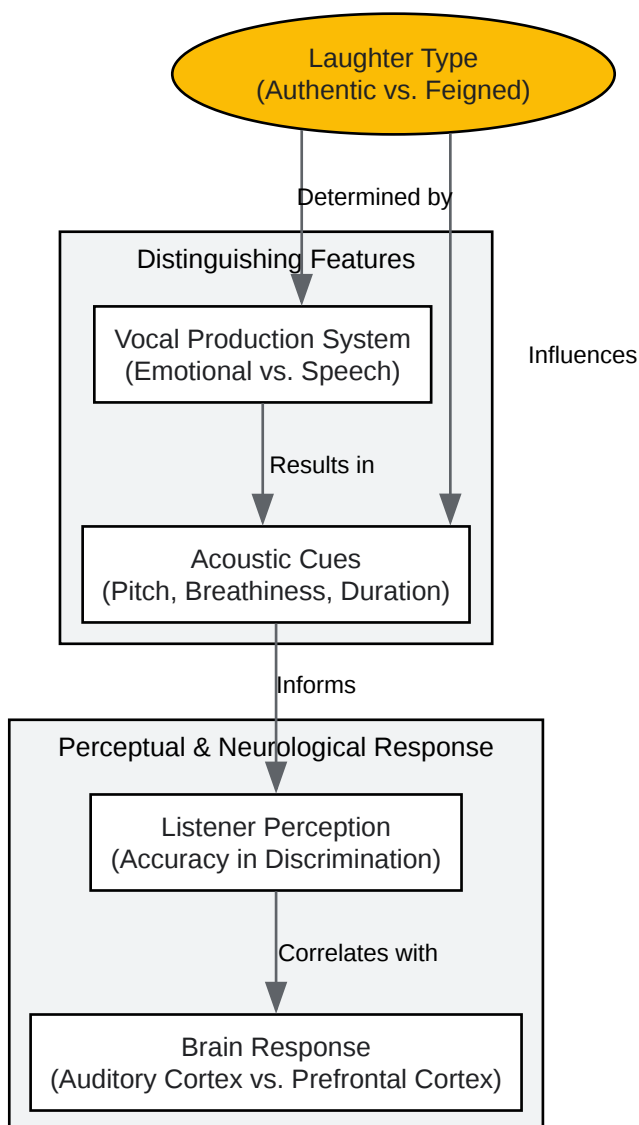 Laughter Type
(Authentic vs. Feigned)
Determined by
Distinguishing Features
Vocal Production System
(Emotional vs. Speech)
Influences
Results in
Acoustic Cues
(Pitch, Breathiness, Duration)
Informs
Perceptual & Neurological Response
Listener Perception
(Accuracy in Discrimination)
Correlates with
Brain Response
(Auditory Cortex vs. Prefrontal Cortex)